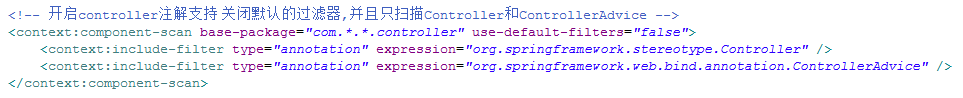 <!-- 开启controller注解支持 关闭默认的过滤器,并且只扫描Controller和ControllerAdvice -->
<context:component-scan base-package="com.*.*.controller" use-default-filters="false">
<context:include-filter type="annotation" expression="org.springframework.stereotype.Controller" />
<context:include-filter type="annotation" expression="org.springframework.web.bind.annotation.ControllerAdvice" />
</context:component-scan>